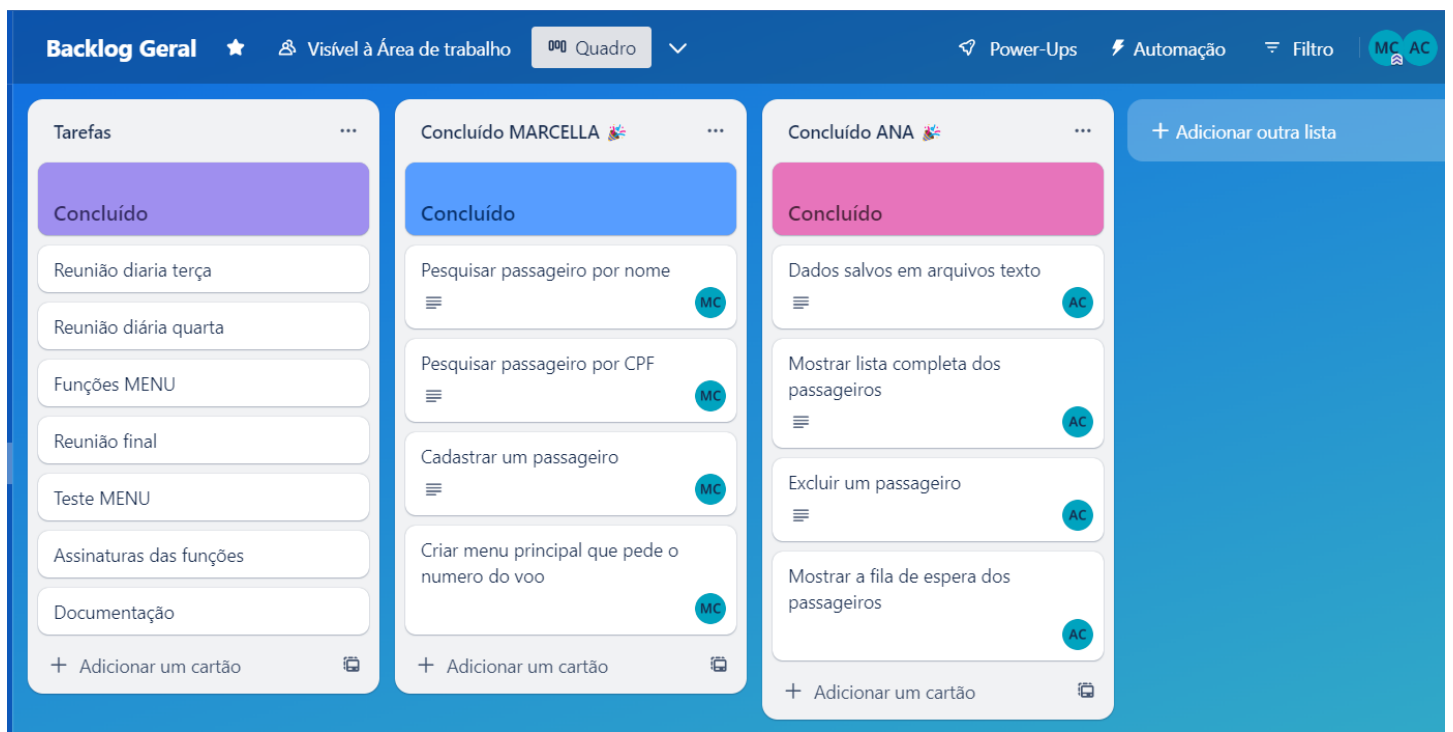 Backlog Geral
Visível à Área de trabalho
Quadro
Power-Ups
Automação
Filtro
MC
AC
Tarefas
Concluído
Reunião diaria terça
Reunião diária quarta
Funções MENU
Reunião final
Teste MENU
Assinaturas das funções
Documentação
+ Adicionar um cartão
Concluído MARCELLA 🎉
Concluído
Pesquisar passageiro por nome
MC
Pesquisar passageiro por CPF
MC
Cadastrar um passageiro
MC
Criar menu principal que pede o
numero do voo
MC
+ Adicionar um cartão
Concluído ANA 🎉
Concluído
Dados salvos em arquivos texto
AC
Mostrar lista completa dos
passageiros
AC
Excluir um passageiro
AC
Mostrar a fila de espera dos
passageiros
AC
+ Adicionar um cartão
+ Adicionar outra lista